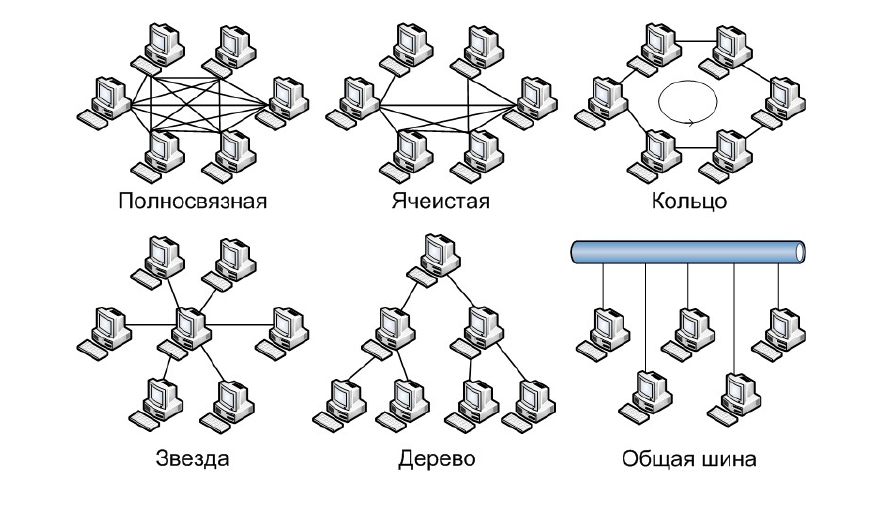 Полносвязная
Ячеистая
Кольцо
Звезда
Дерево
Общая шина